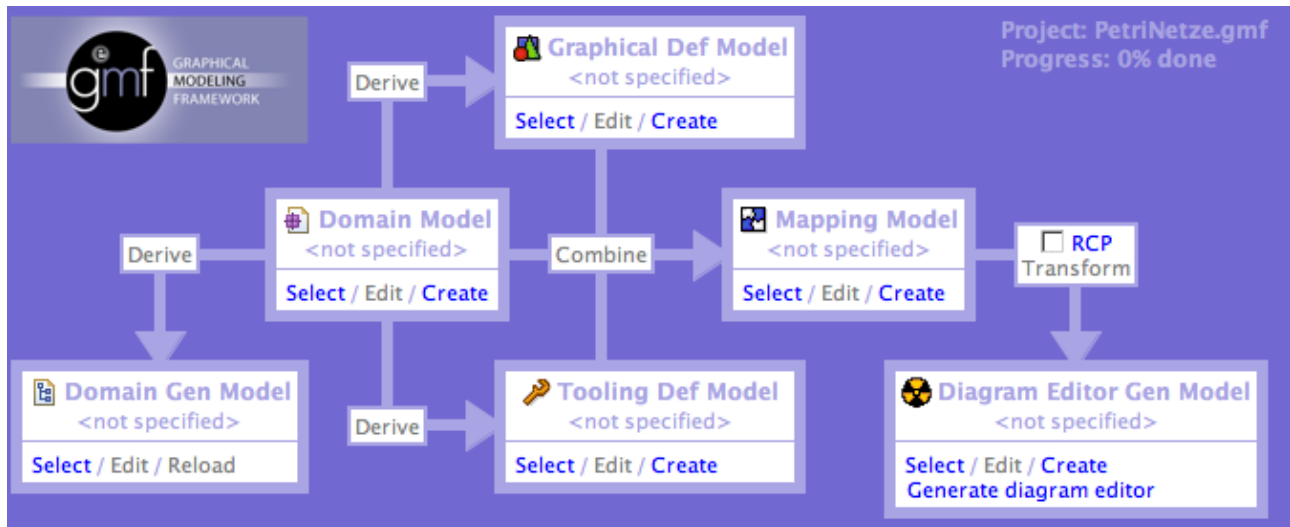 e
gmf
GRAPHICAL
MODELING
FRAMEWORK
Project: PetriNetze.gmf
Progress: 0% done
Graphical Def Model
<not specified>
Select / Edit / Create
Derive
Domain Model
<not specified>
Select / Edit / Create
Derive
Combine
Mapping Model
<not specified>
Select / Edit / Create
RCP
Transform
Domain Gen Model
<not specified>
Select / Edit / Reload
Derive
Tooling Def Model
<not specified>
Select / Edit / Create
Diagram Editor Gen Model
<not specified>
Select / Edit / Create
Generate diagram editor